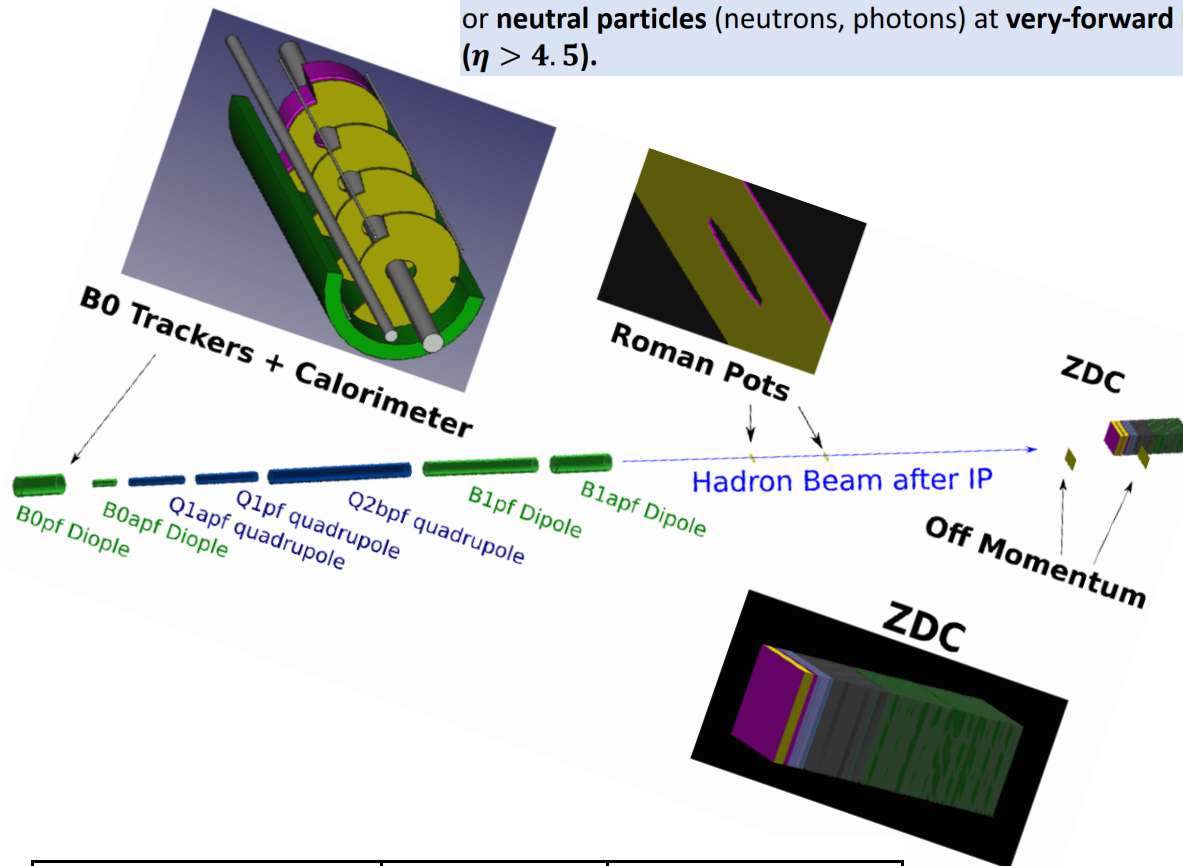 or neutral particles (neutrons, photons) at very-forward
(η > 4.5).
B0 Trackers + Calorimeter
Roman Pots
ZDC
Hadron Beam after IP
B0pf Diople
B0apf Diople
Q1apf quadrupole
Q1pf quadrupole
Q2bpf quadrupole
B1pf Dipole
B1apf Dipole
Off Momentum
ZDC